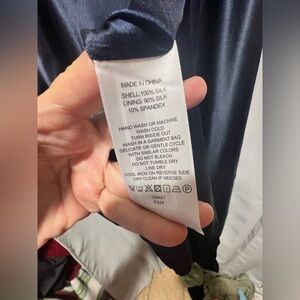 MADE IN CHINA
SHELL:100% SILK
LINING: 90% SILK
10% SPANDEX
HAND WASH OR MACHINE
WASH COLD
TURN INSIDE OUT
WASH IN A GARMENT BAG
DELICATE OR GENTLE CYCLE
WITH SIMILAR COLORS
DO NOT BLEACH
DO NOT TUMBLE DRY
LINE DRY
COOL IRON ON REVERSE SIDE
DRY CLEAN IF NEEDED
FA24